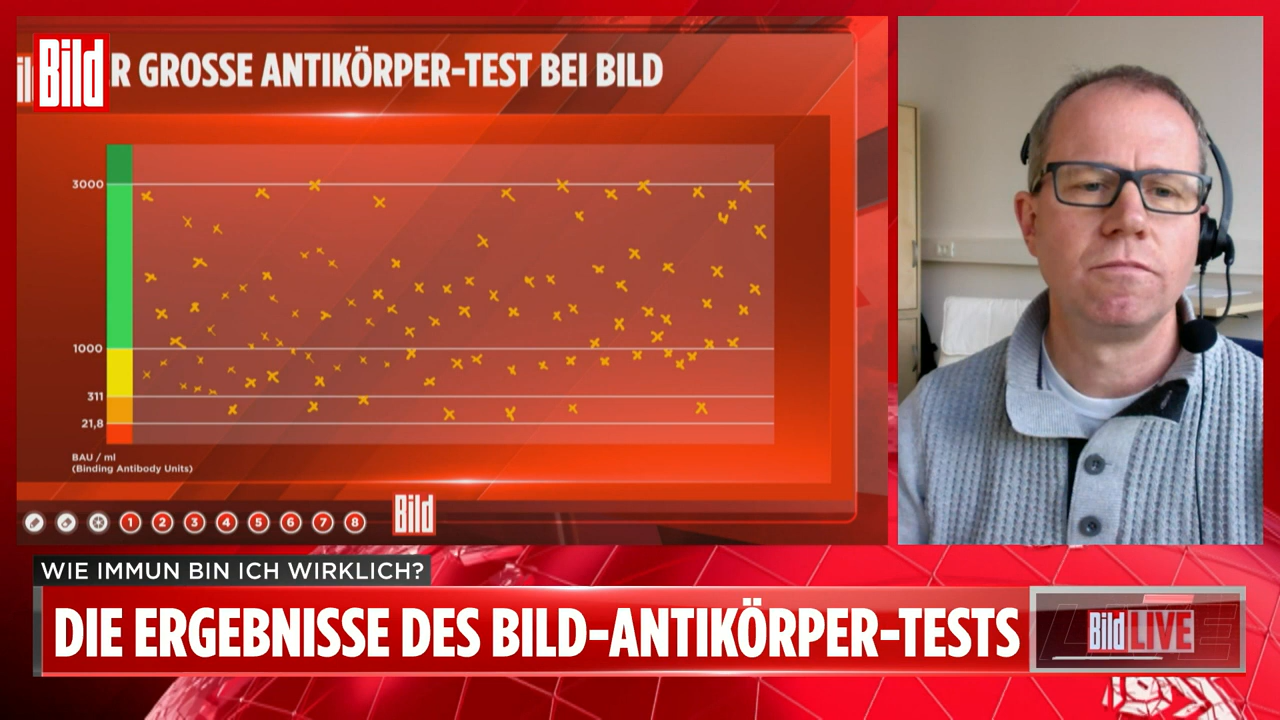 Bild
R GROSSE ANTIKÖRPER-TEST BEI BILD
3000
1000
311
21,8
BAU / ml
(Binding Antibody Units)
1 2 3 4 5 6 7 8
Bild
WIE IMMUN BIN ICH WIRKLICH?
DIE ERGEBNISSE DES BILD-ANTIKÖRPER-TESTS
Bild LIVE